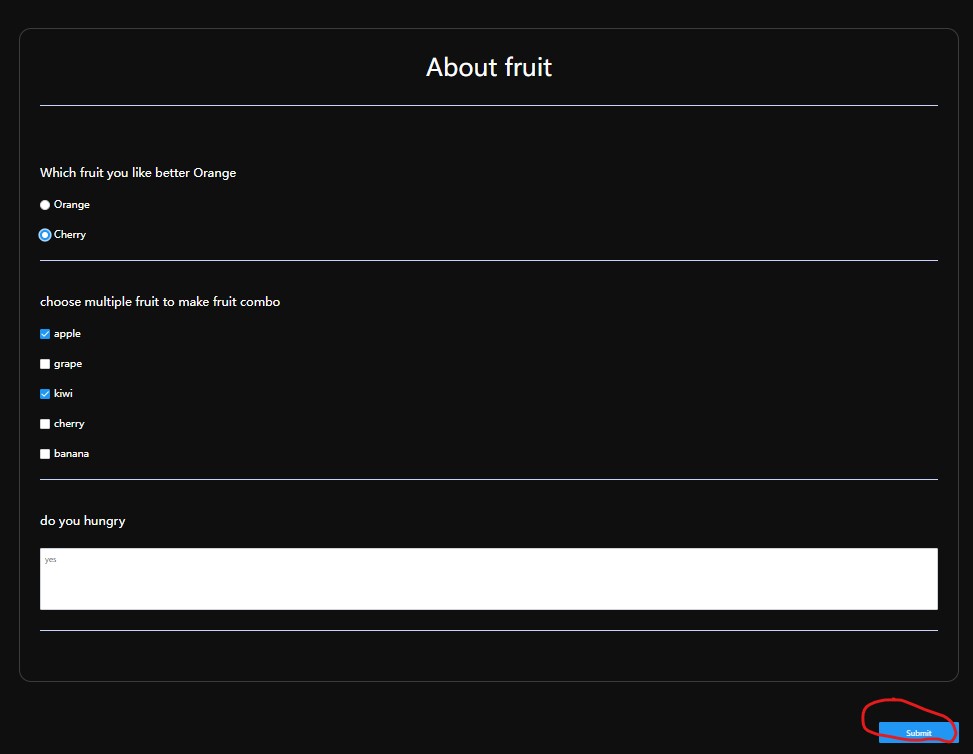 About fruit
Which fruit you like better Orange
Orange
Cherry
choose multiple fruit to make fruit combo
apple
grape
kiwi
cherry
banana
do you hungry
yes
Submit